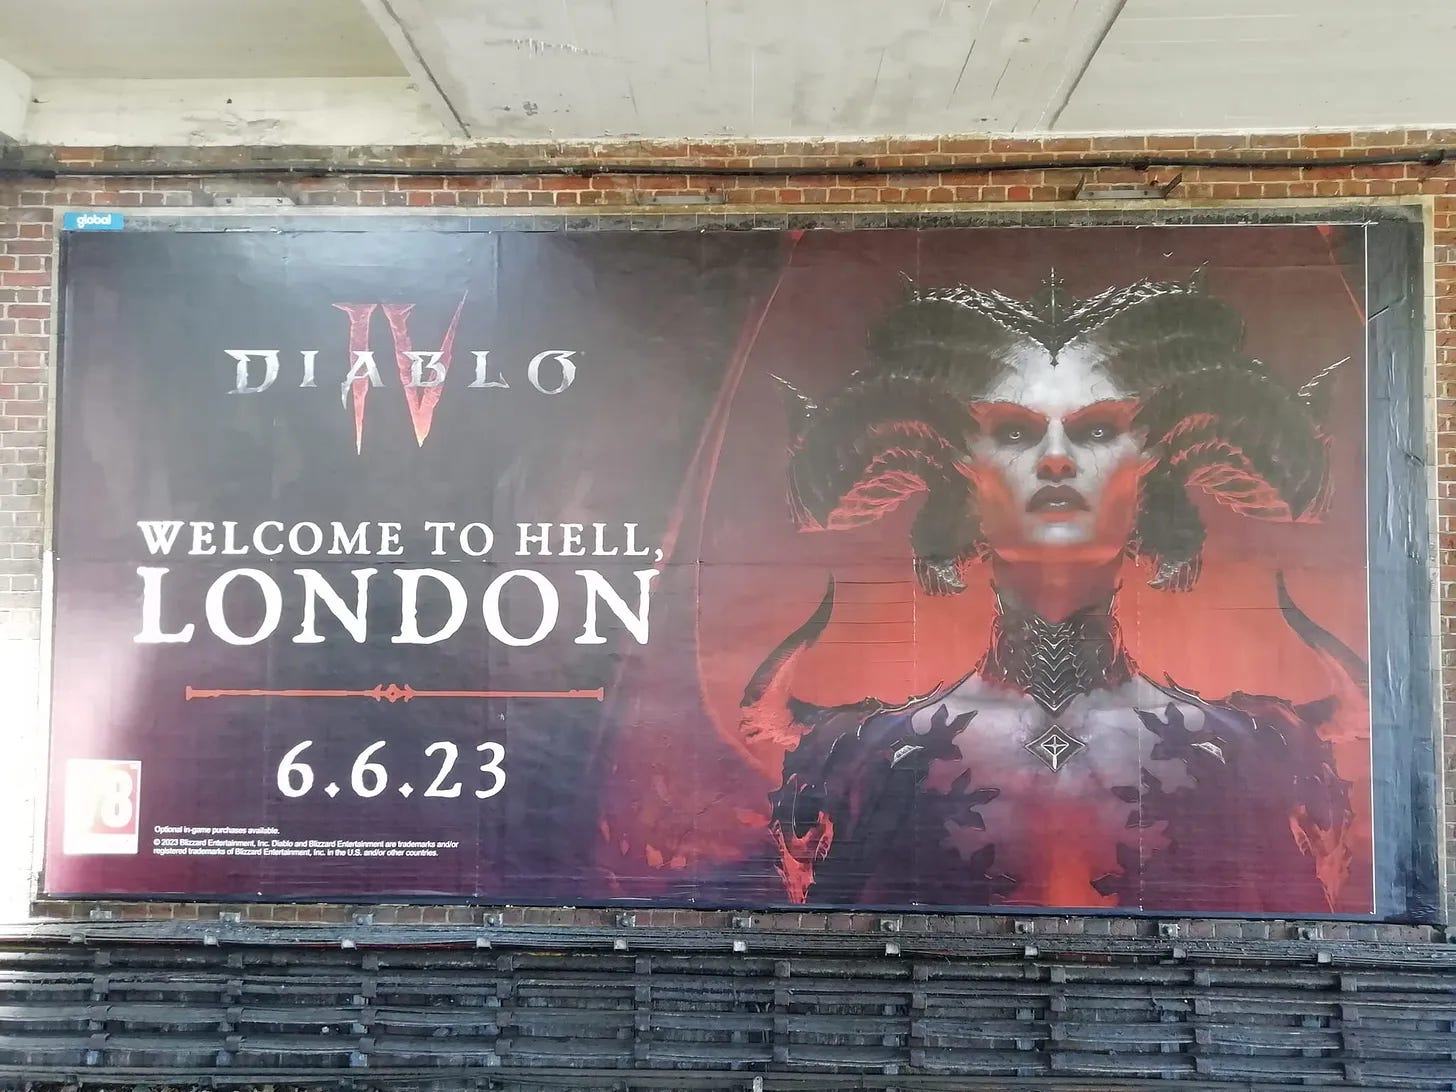 global
DIABLO
IV
WELCOME TO HELL,
LONDON
6.6.23
18
Optional in-game purchases available.
© 2023 Blizzard Entertainment, Inc. Diablo and Blizzard Entertainment are trademarks and/or
registered trademarks of Blizzard Entertainment, Inc. in the U.S. and/or other countries.